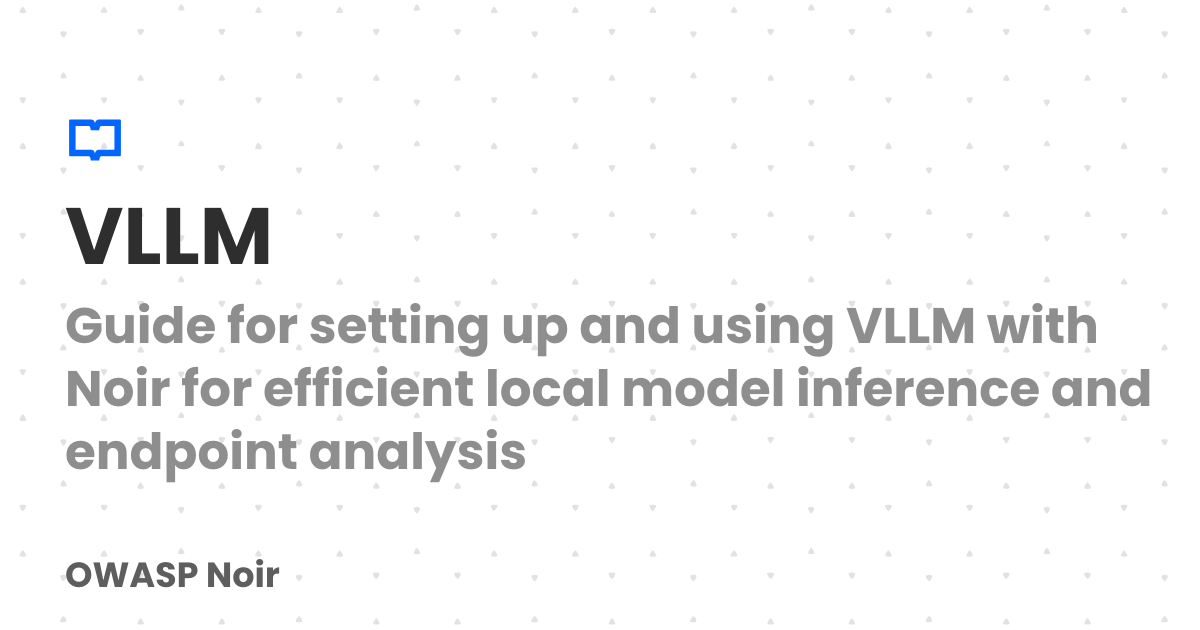 VLLM
Guide for setting up and using VLLM with
Noir for efficient local model inference and
endpoint analysis
OWASP Noir